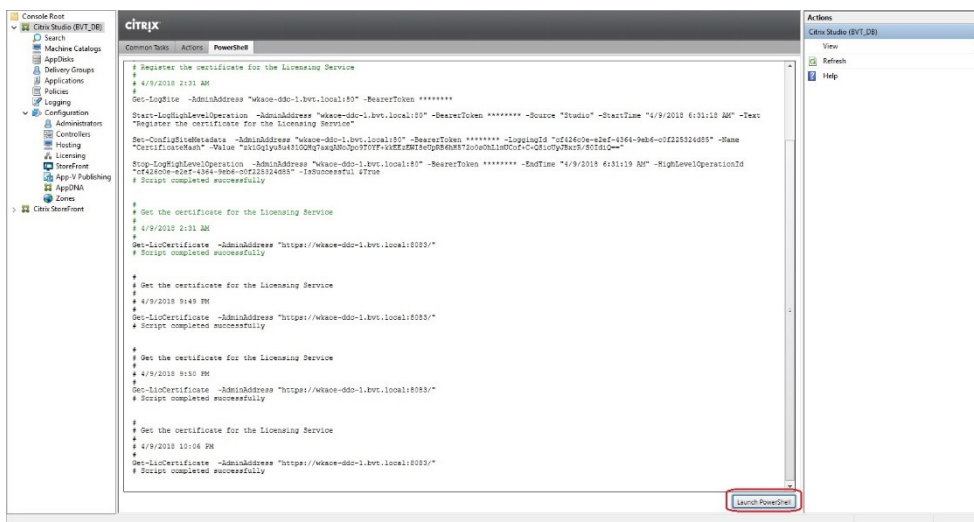 Console Root
Citrix Studio (BVT_DB)
Search
Machine Catalogs
AppDisks
Delivery Groups
Applications
Policies
Logging
Configuration
Administrators
Controllers
Hosting
Licensing
StoreFront
App-V Publishing
AppDNA
Zones
Citrix StoreFront
CİTRIX
Common Tasks Actions PowerShell
# Register the certificate for the Licensing Service
#
# 4/9/2018 2:31 AM
#
Get-LogSite -AdminAddress "wkaoe-ddc-1.bvt.local:80" -BearerToken ********
Start-LogHighLevelOperation -AdminAddress "wkaoe-ddc-1.bvt.local:80" -BearerToken ******** -Source "Studio" -StartTime "4/9/2018 6:31:18 AM" -Text
"Register the certificate for the Licensing Service"
Set-ConfigSiteMetadata -AdminAddress "wkaoe-ddc-1.bvt.local:80" -BearerToken ******** -LoggingId -Name
"CertificateHash" -Value
Stop-LogHighLevelOperation -AdminAddress "wkaoe-ddc-1.bvt.local:80" -BearerToken ******** -EndTime "4/9/2018 6:31:19 AM" -HighLevelOperationId
-IsSuccessful $True
# Script completed successfully
#
# Get the certificate for the Licensing Service
#
# 4/9/2018 2:31 AM
#
Get-LicCertificate -AdminAddress "https://wkaoe-ddc-1.bvt.local:8083/"
# Script completed successfully
#
# Get the certificate for the Licensing Service
#
# 4/9/2018 9:49 PM
#
Get-LicCertificate -AdminAddress "https://wkaoe-ddc-1.bvt.local:8083/"
# Script completed successfully
#
# Get the certificate for the Licensing Service
#
# 4/9/2018 9:50 PM
#
Get-LicCertificate -AdminAddress "https://wkaoe-ddc-1.bvt.local:8083/"
# Script completed successfully
#
# Get the certificate for the Licensing Service
#
# 4/9/2018 10:06 PM
#
Get-LicCertificate -AdminAddress "https://wkaoe-ddc-1.bvt.local:8083/"
# Script completed successfully
Launch PowerShell
Actions
Citrix Studio (BVT_DB)
View
Refresh
Help